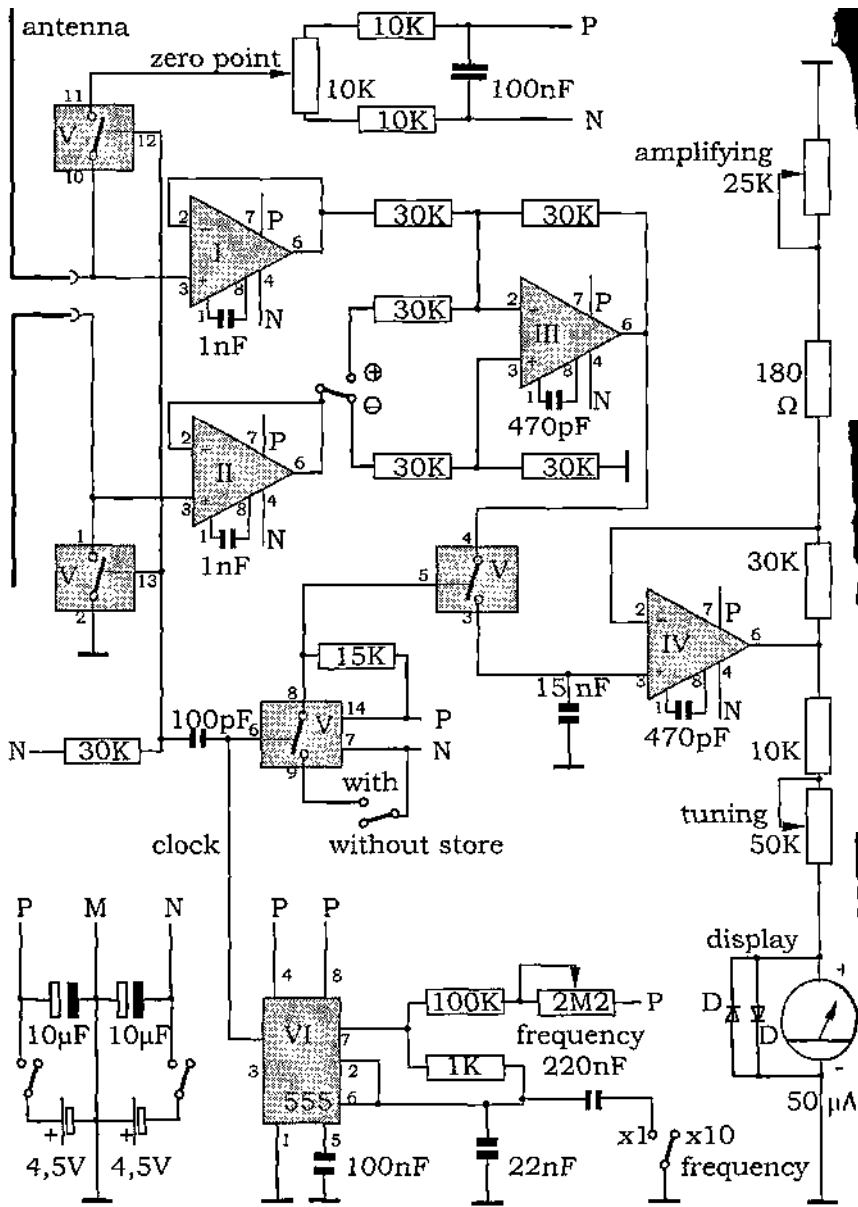 antenna
10K
P
zero point
10K
100nF
11
V
12
10
10K
N
amplifying
25K
2
7
P
I
6
3
1
8
4
N
1nF
30K
30K
30K
2
7
P
III
6
3
1
8
4
N
470pF
⊕
⊖
180
Ω
2
7
P
II
6
3
1
8
4
N
1nF
30K
30K
1
V
13
2
4
5
V
3
30K
2
7
P
IV
6
3
1
8
4
N
470pF
15nF
15K
8
14
P
100pF
6
V
7
N
9
N
30K
with
without store
10K
tuning
50K
clock
P
M
N
10µF
10µF
+
+
4,5V
4,5V
P
P
4
8
VI
7
3
2
555
6
1
5
100nF
100K
2M2
P
frequency
1K
220nF
22nF
x1
x10
frequency
display
D
D
+
-
50 µA